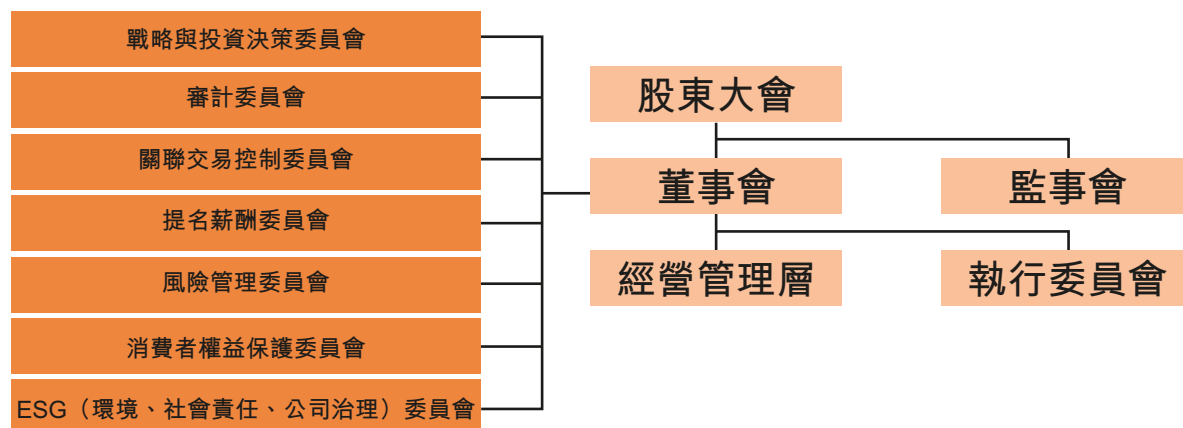 戰略與投資決策委員會
審計委員會
關聯交易控制委員會
提名薪酬委員會
風險管理委員會
消費者權益保護委員會
ESG（環境、社會責任、公司治理）委員會
股東大會
董事會
監事會
經營管理層
執行委員會